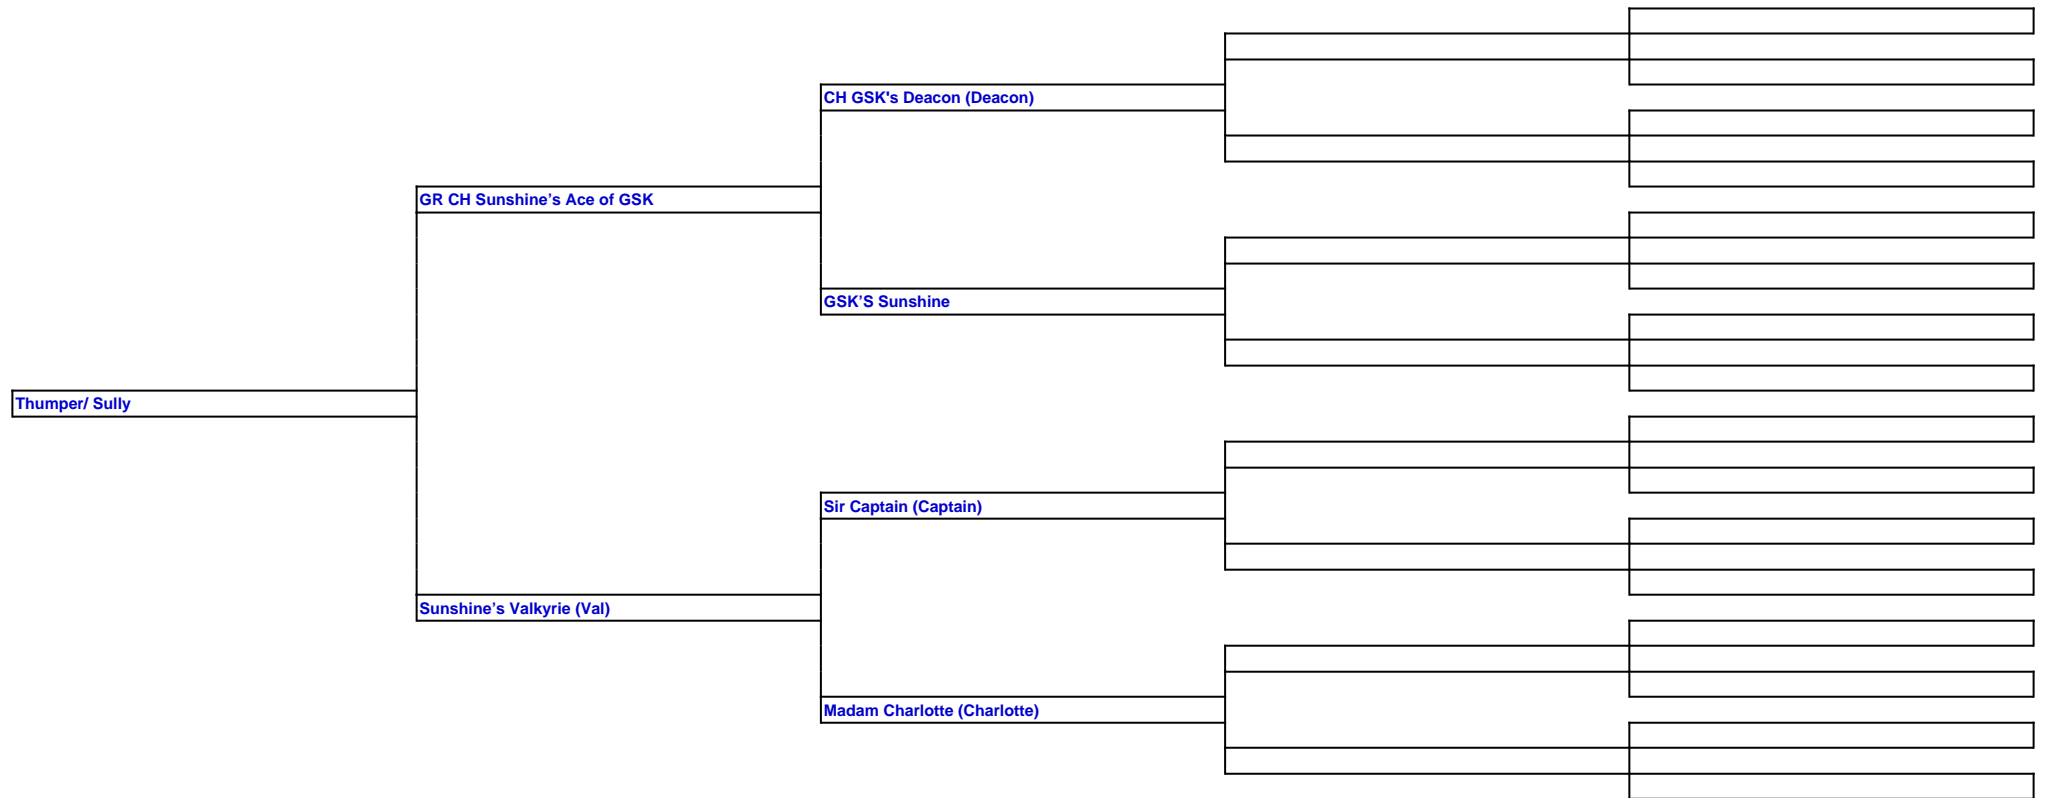 CH GSK's Deacon (Deacon)
GR CH Sunshine’s Ace of GSK
GSK’S Sunshine
Thumper/ Sully
Sir Captain (Captain)
Sunshine’s Valkyrie (Val)
Madam Charlotte (Charlotte)